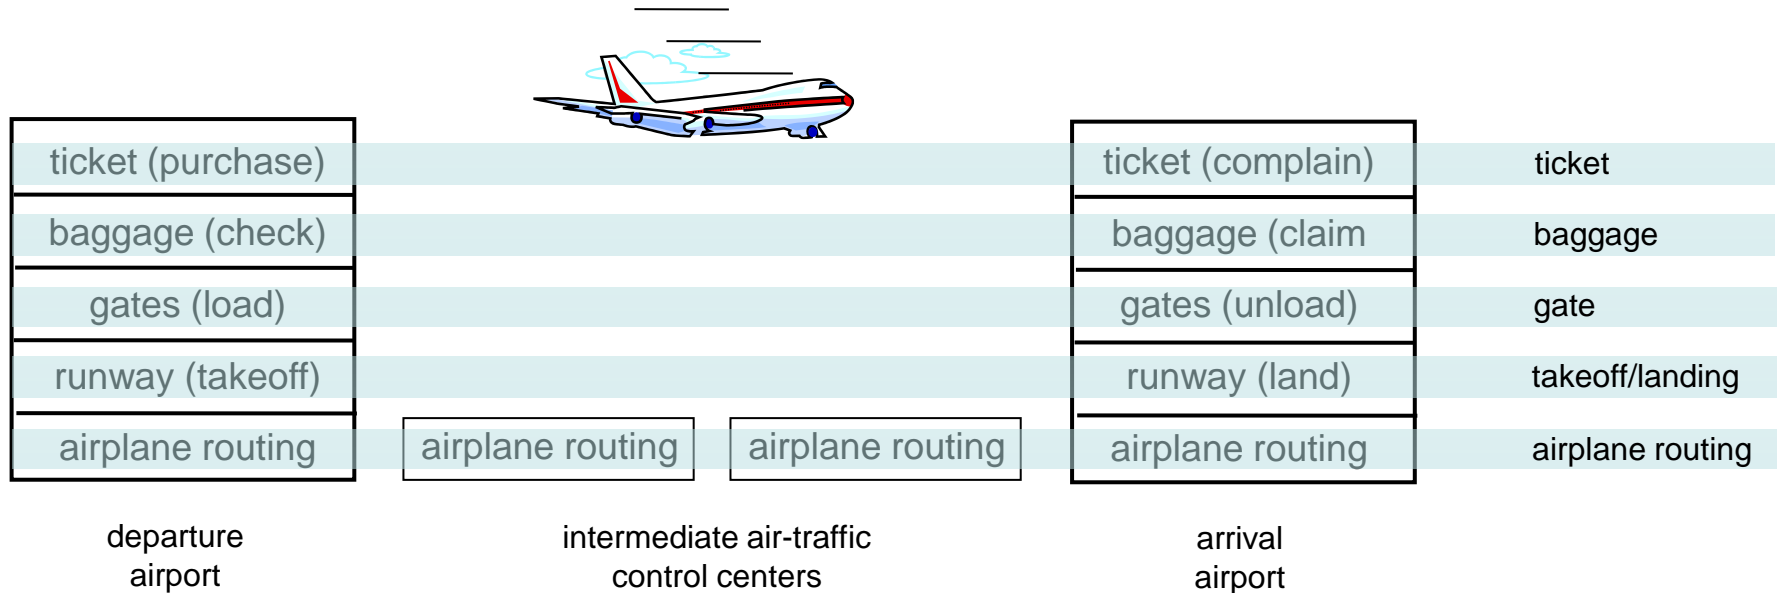 ticket (purchase) ticket (complain) ticket
baggage (check) baggage (claim baggage
gates (load) gates (unload) gate
runway (takeoff) runway (land) takeoff/landing
airplane routing airplane routing airplane routing airplane routing airplane routing
departure intermediate air-traffic arrival
airport control centers airport